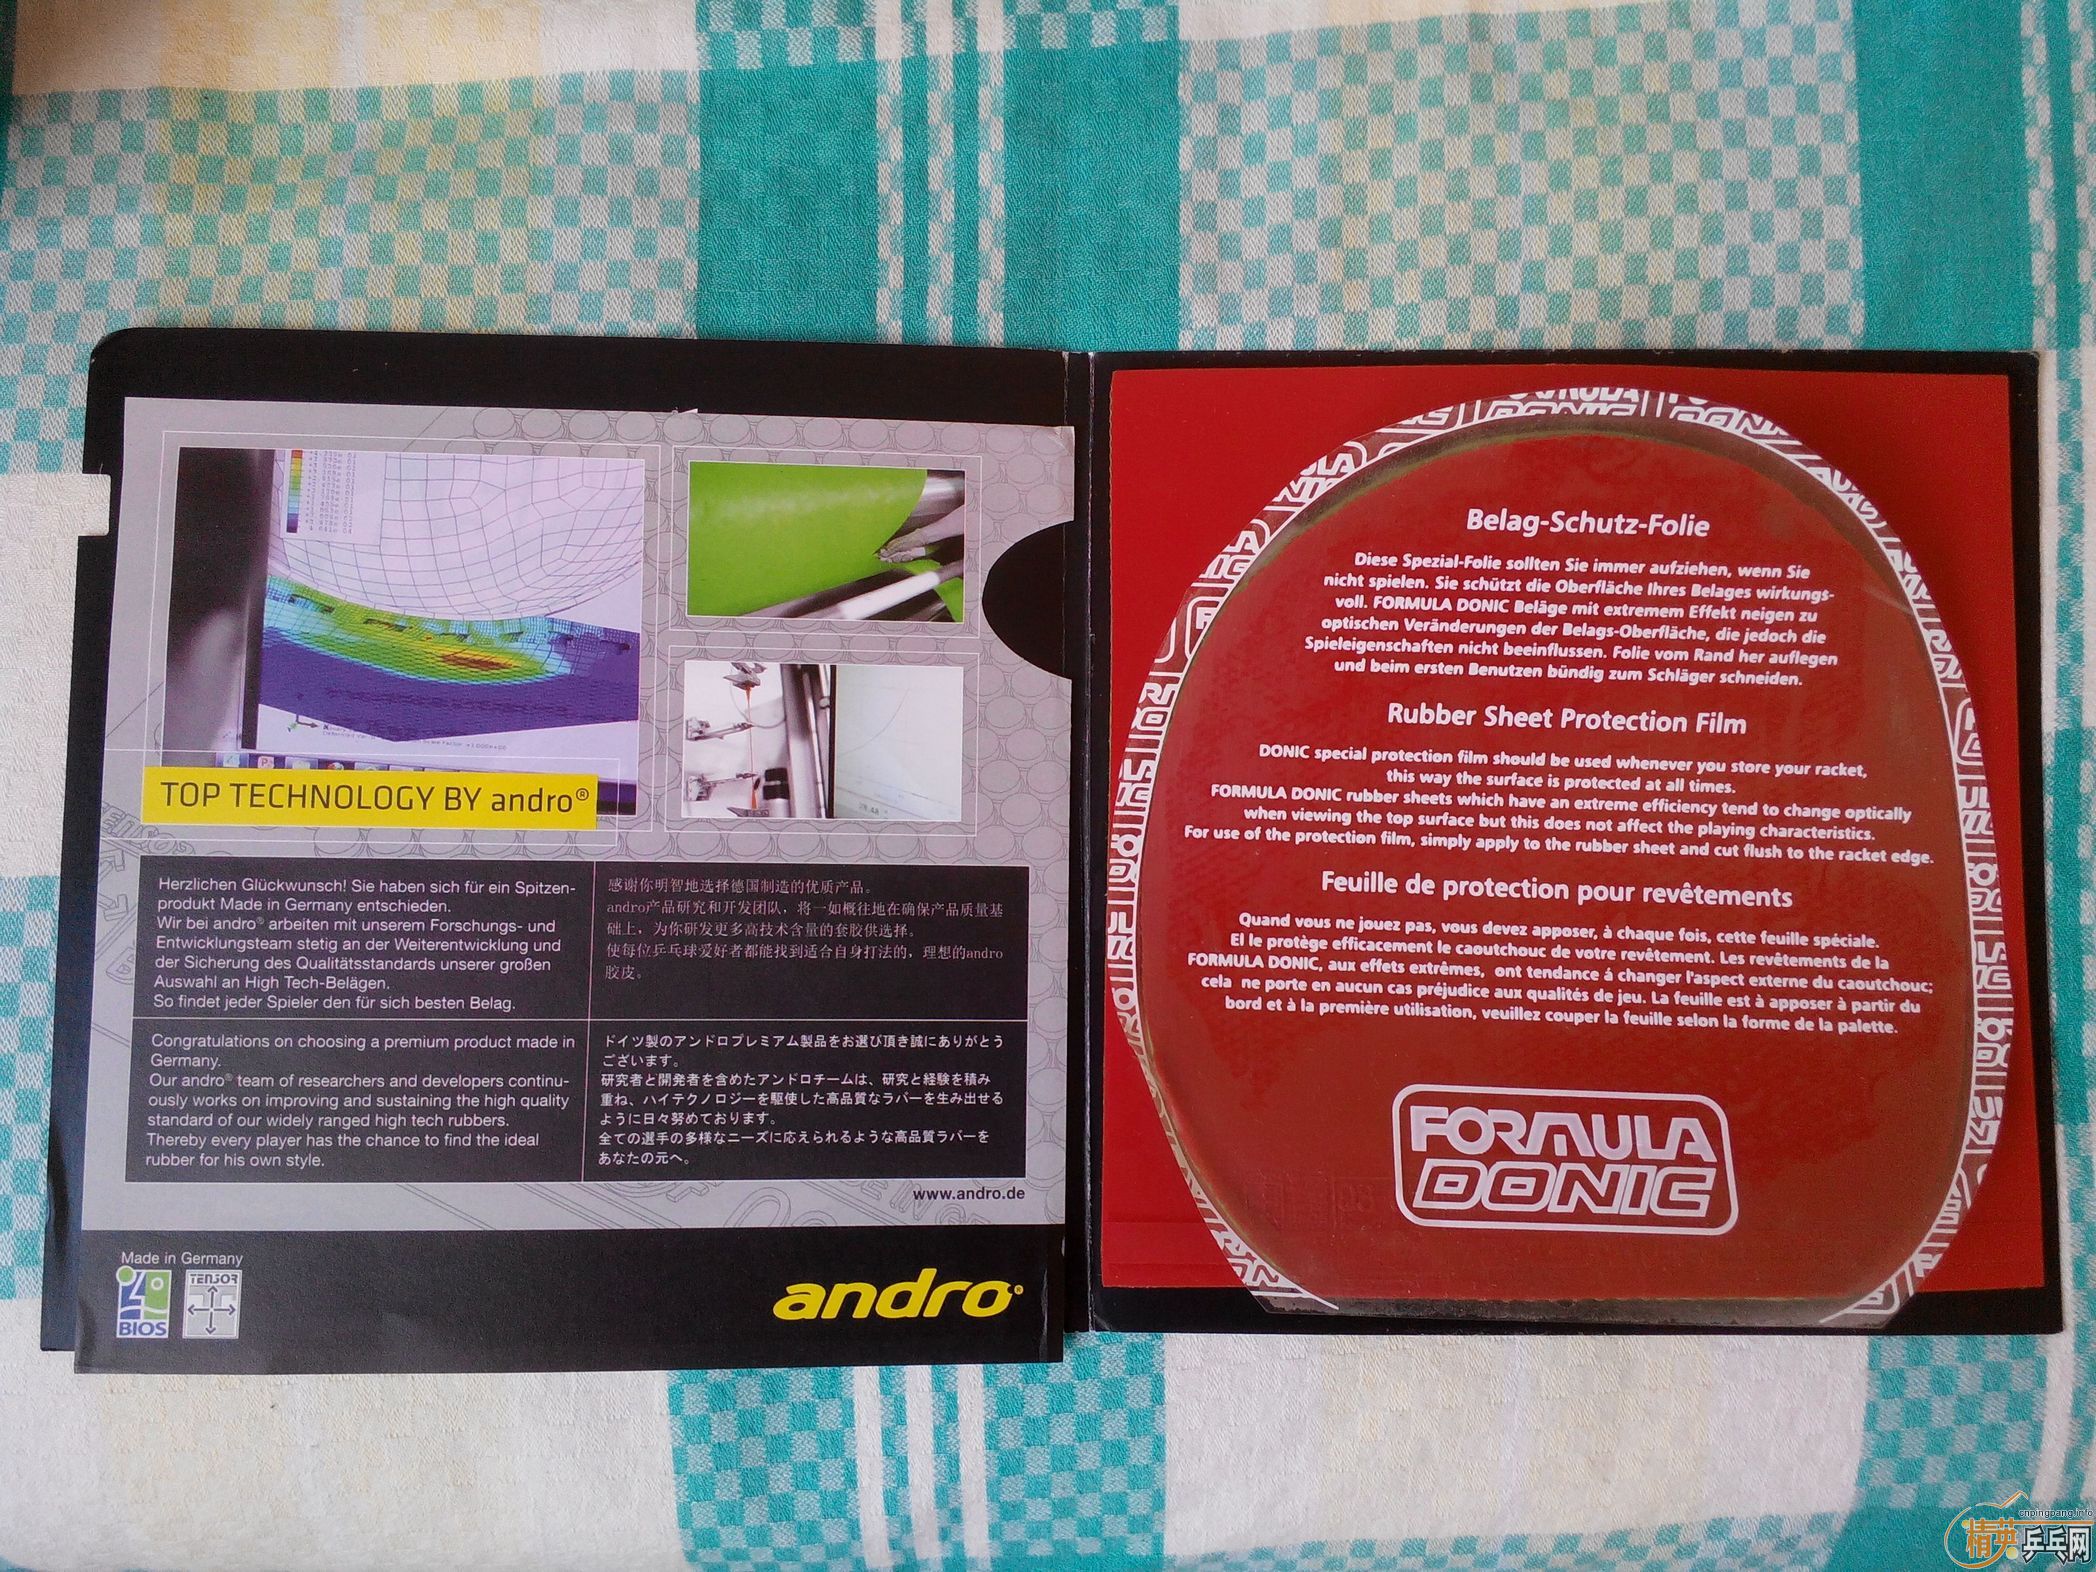 TOP TECHNOLOGY BY andro®
Herzlichen Glückwunsch! Sie haben sich für ein Spitzen-
produkt Made in Germany entschieden.
Wir bei andro® arbeiten mit unserem Forschungs- und
Entwicklungsteam stetig an der Weiterentwicklung und
der Sicherung des Qualitätsstandards unserer großen
Auswahl an High Tech-Belägen.
So findet jeder Spieler den für sich besten Belag.
感谢你明智地选择德国制造的优质产品。
andro产品研究和开发团队，将一如概往地在确保产品质量基
础上，为你研发更多高技术含量的套胶供选择。
使每位乒乓球爱好者都能找到适合自身打法的，理想的andro
胶皮。
Congratulations on choosing a premium product made in
Germany.
Our andro® team of researchers and developers continu-
ously works on improving and sustaining the high quality
standard of our widely ranged high tech rubbers.
Thereby every player has the chance to find the ideal
rubber for his own style.
ドイツ製のアンドロプレミアム製品をお選び頂き誠にありがとう
ございます。
研究者と開発者を含めたアンドロチームは、研究と経験を積み
重ね、ハイテクノロジーを駆使した高品質なラバーを生み出せる
ように日々努めております。
全ての選手の多様なニーズに応えられるような高品質ラバーを
あなたの元へ。
www.andro.de
Made in Germany
BIOS
TENSOR
andro®
Belag-Schutz-Folie
Diese Spezial-Folie sollten Sie immer aufziehen, wenn Sie
nicht spielen. Sie schützt die Oberfläche Ihres Belages wirkungs-
voll. FORMULA DONIC Beläge mit extremem Effekt neigen zu
optischen Veränderungen der Belags-Oberfläche, die jedoch die
Spieleigenschaften nicht beeinflussen. Folie vom Rand her auflegen
und beim ersten Benutzen bündig zum Schläger schneiden.
Rubber Sheet Protection Film
DONIC special protection film should be used whenever you store your racket,
this way the surface is protected at all times.
FORMULA DONIC rubber sheets which have an extreme efficiency tend to change optically
when viewing the top surface but this does not affect the playing characteristics.
For use of the protection film, simply apply to the rubber sheet and cut flush to the racket edge.
Feuille de protection pour revêtements
Quand vous ne jouez pas, vous devez apposer, à chaque fois, cette feuille spéciale.
El le protège efficacement le caoutchouc de votre revêtement. Les revêtements de la
FORMULA DONIC, aux effets extrêmes, ont tendance á changer l'aspect externe du caoutchouc;
cela ne porte en aucun cas préjudice aux qualités de jeu. La feuille est à apposer à partir du
bord et à la première utilisation, veuillez couper la feuille selon la forme de la palette.
FORMULA
DONIC
cnpingpang.info
精英乒乓网